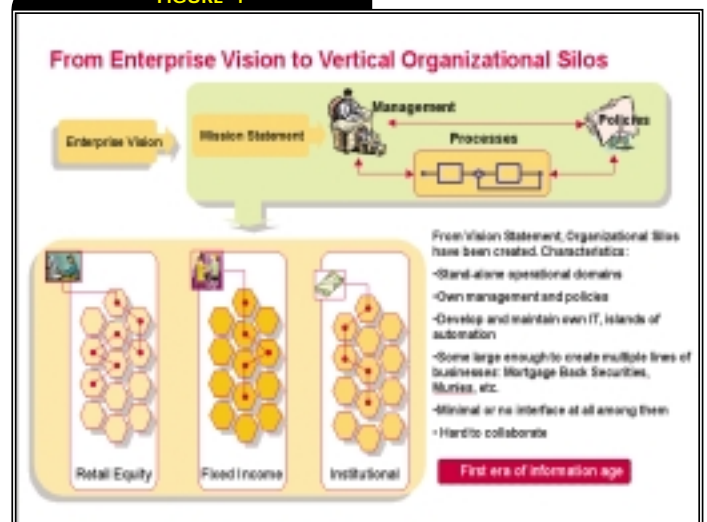 FIGURE 1
From Enterprise Vision to Vertical Organizational Silos
Enterprise Vision
Mission Statement
Management
Policies
Processes
From Vision Statement, Organizational Silos
have been created. Characteristics:
•Stand-alone operational domains
•Own management and policies
•Develop and maintain own IT, islands of
automation
•Some large enough to create multiple lines of
businesses: Mortgage Back Securities,
Munies, etc.
•Minimal or no interface at all among them
• Hard to collaborate
Retail Equity
Fixed Income
Institutional
First era of information age